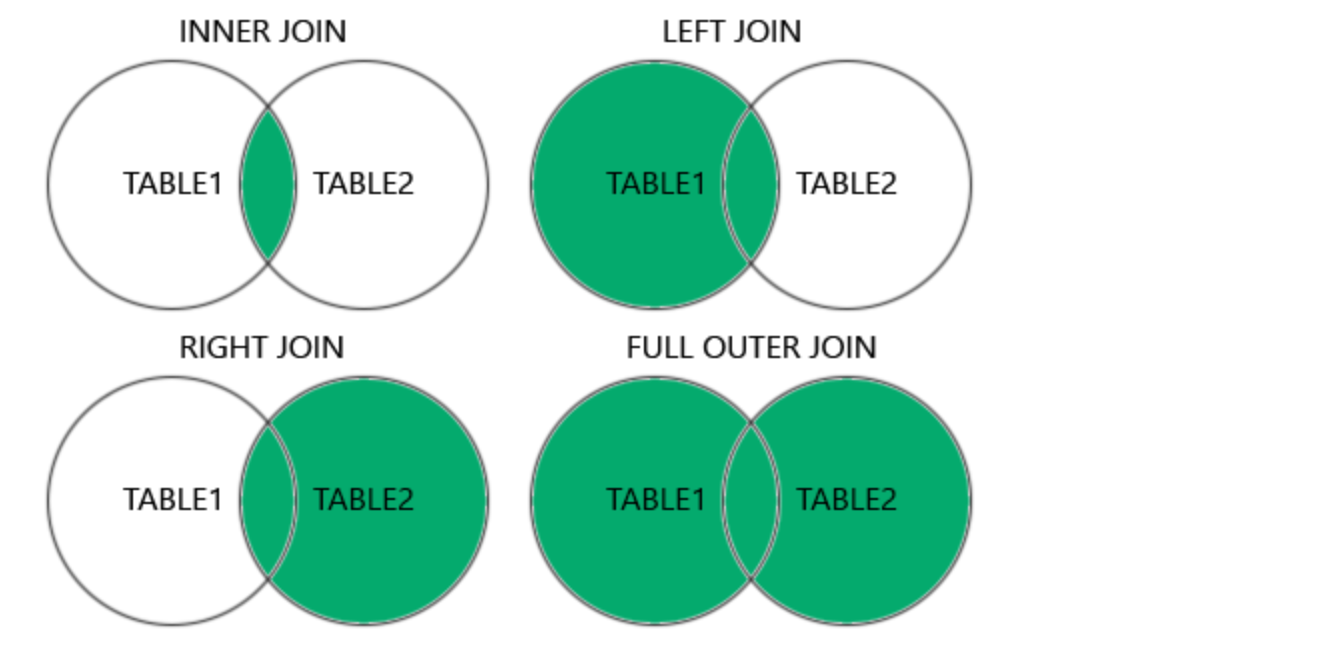 INNER JOIN
LEFT JOIN
TABLE1
TABLE2
TABLE1
TABLE2
RIGHT JOIN
FULL OUTER JOIN
TABLE1
TABLE2
TABLE1
TABLE2